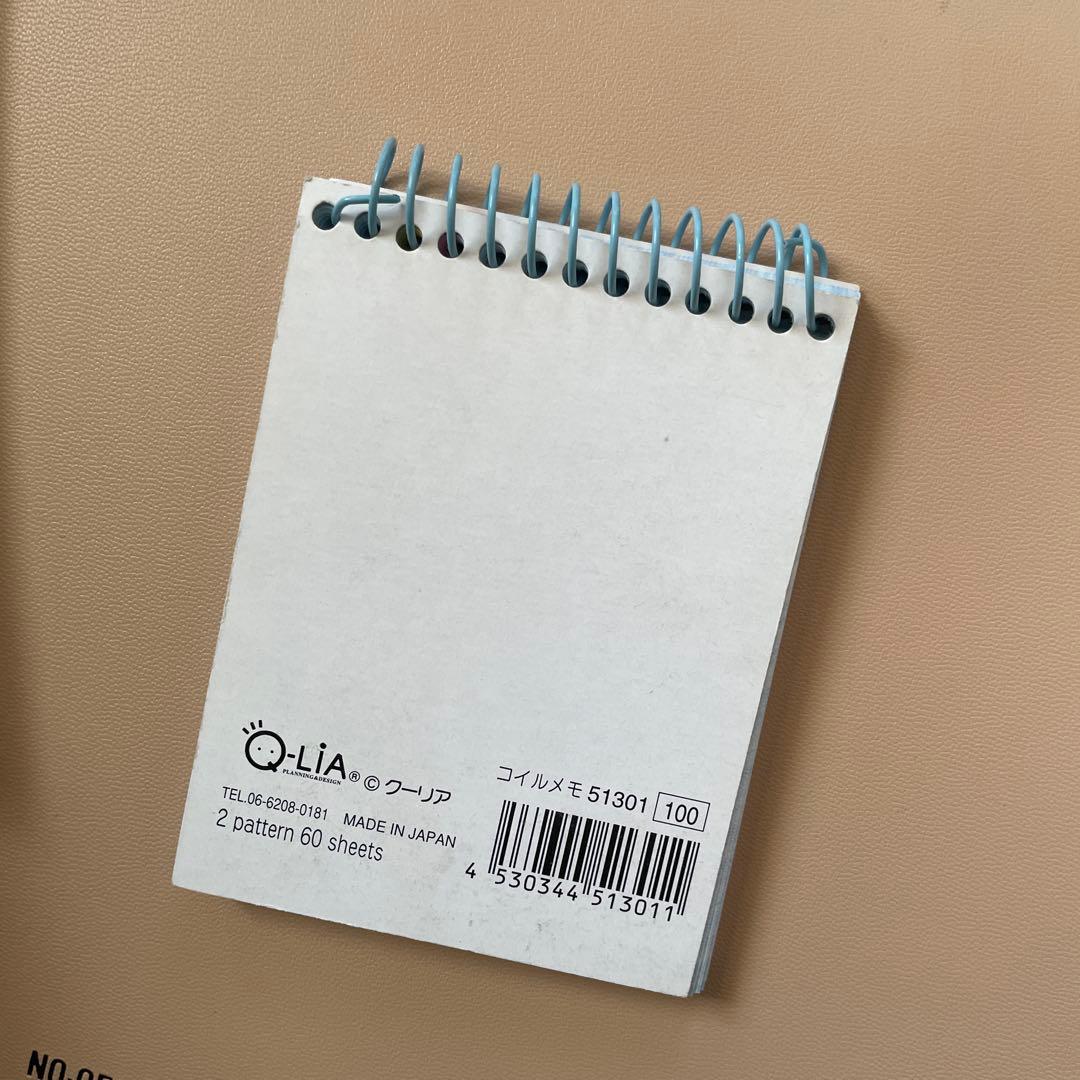 Q-LiA® © クーリア
PLANNING&DESIGN
TEL.06-6208-0181 MADE IN JAPAN
2 pattern 60 sheets
コイルメモ 51301 100
4 530344 513011